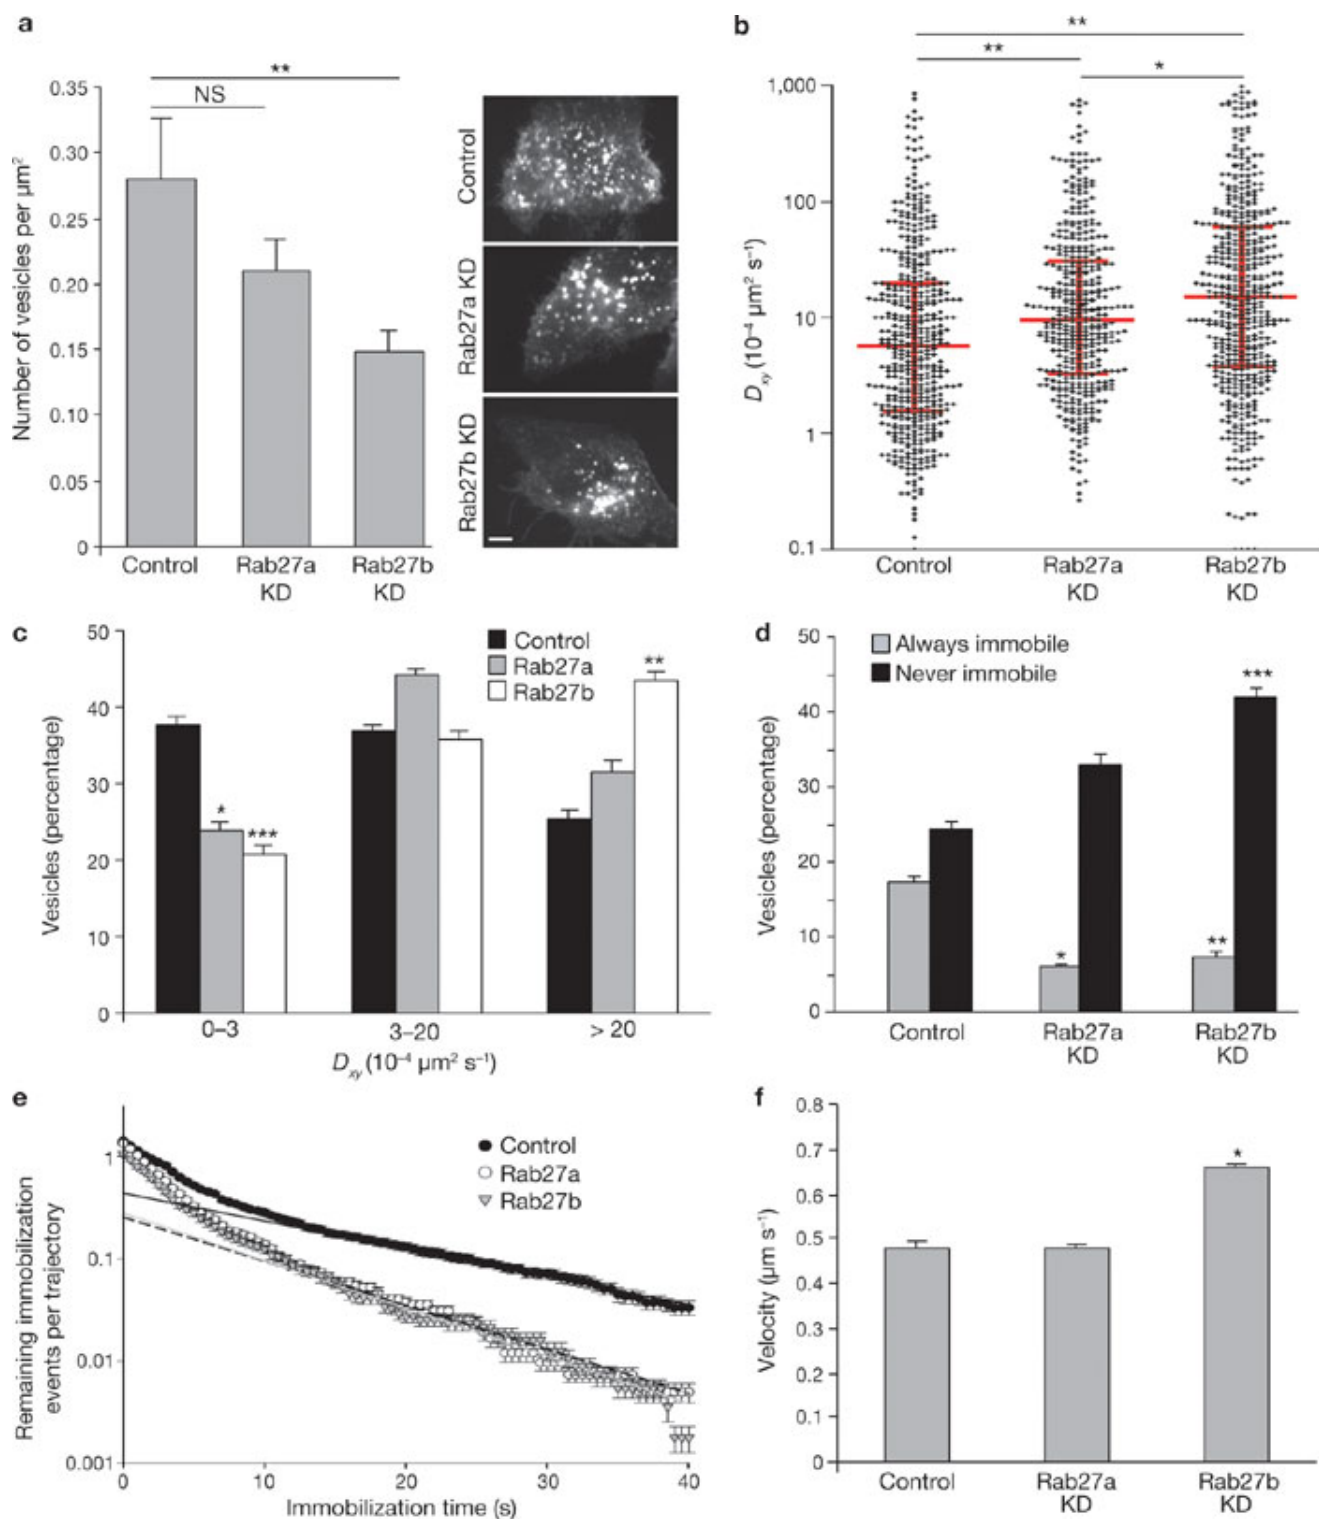 a
**
NS
0.35
0.30
0.25
0.20
0.15
0.10
0.05
0
Number of vesicles per µm²
Control
Rab27a
KD
Rab27b
KD
Control
Rab27a KD
Rab27b KD
b
**
**
*
1,000
100
10
1
0.1
Dxy (10⁻⁴ µm² s⁻¹)
Control
Rab27a
KD
Rab27b
KD
c
50
40
30
20
10
0
Vesicles (percentage)
Control
Rab27a
Rab27b
*
***
**
0–3
3–20
> 20
Dxy (10⁻⁴ µm² s⁻¹)
d
50
40
30
20
10
0
Vesicles (percentage)
Always immobile
Never immobile
*
**
***
Control
Rab27a
KD
Rab27b
KD
e
1
0.1
0.01
0.001
Remaining immobilization
events per trajectory
Control
Rab27a
Rab27b
0
10
20
30
40
Immobilization time (s)
f
0.8
0.7
0.6
0.5
0.4
0.3
0.2
0.1
0
Velocity (µm s⁻¹)
*
Control
Rab27a
KD
Rab27b
KD